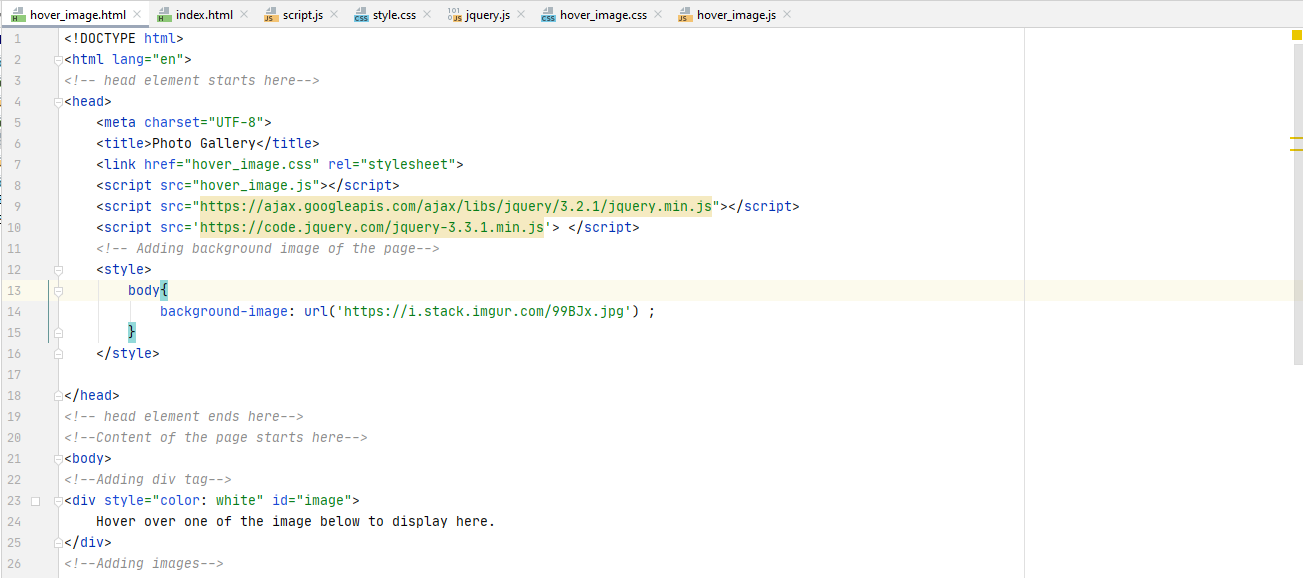 hover_image.html index.html script.js style.css jquery.js hover_image.css hover_image.js
1 <!DOCTYPE html>
2 <html lang="en">
3 <!-- head element starts here-->
4 <head>
5 <meta charset="UTF-8">
6 <title>Photo Gallery</title>
7 <link href="hover_image.css" rel="stylesheet">
8 <script src="hover_image.js"></script>
9 <script src="https://ajax.googleapis.com/ajax/libs/jquery/3.2.1/jquery.min.js"></script>
10 <script src='https://code.jquery.com/jquery-3.3.1.min.js'> </script>
11 <!-- Adding background image of the page-->
12 <style>
13 body{
14 background-image: url('https://i.stack.imgur.com/99BJx.jpg') ;
15 }
16 </style>
17
18 </head>
19 <!-- head element ends here-->
20 <!--Content of the page starts here-->
21 <body>
22 <!--Adding div tag-->
23 <div style="color: white" id="image">
24 Hover over one of the image below to display here.
25 </div>
26 <!--Adding images-->